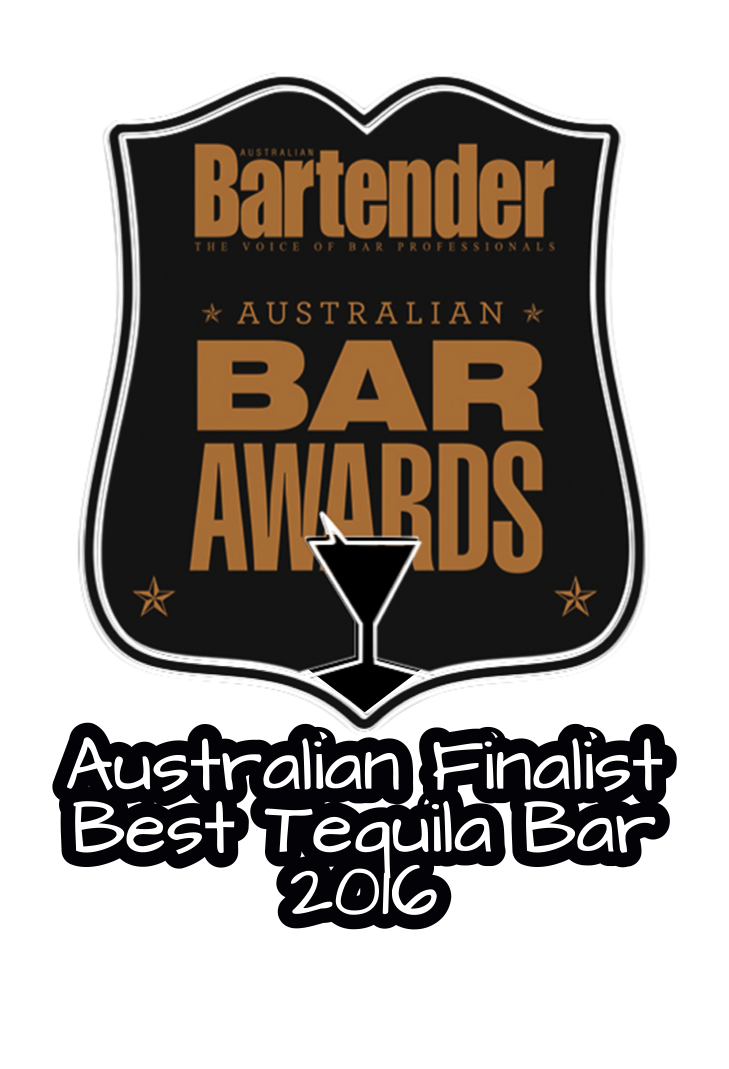 AUSTRALIAN
Bartender
THE VOICE OF BAR PROFESSIONALS
AUSTRALIAN
BAR
AWARDS
Australian Finalist
Best Tequila Bar
2016